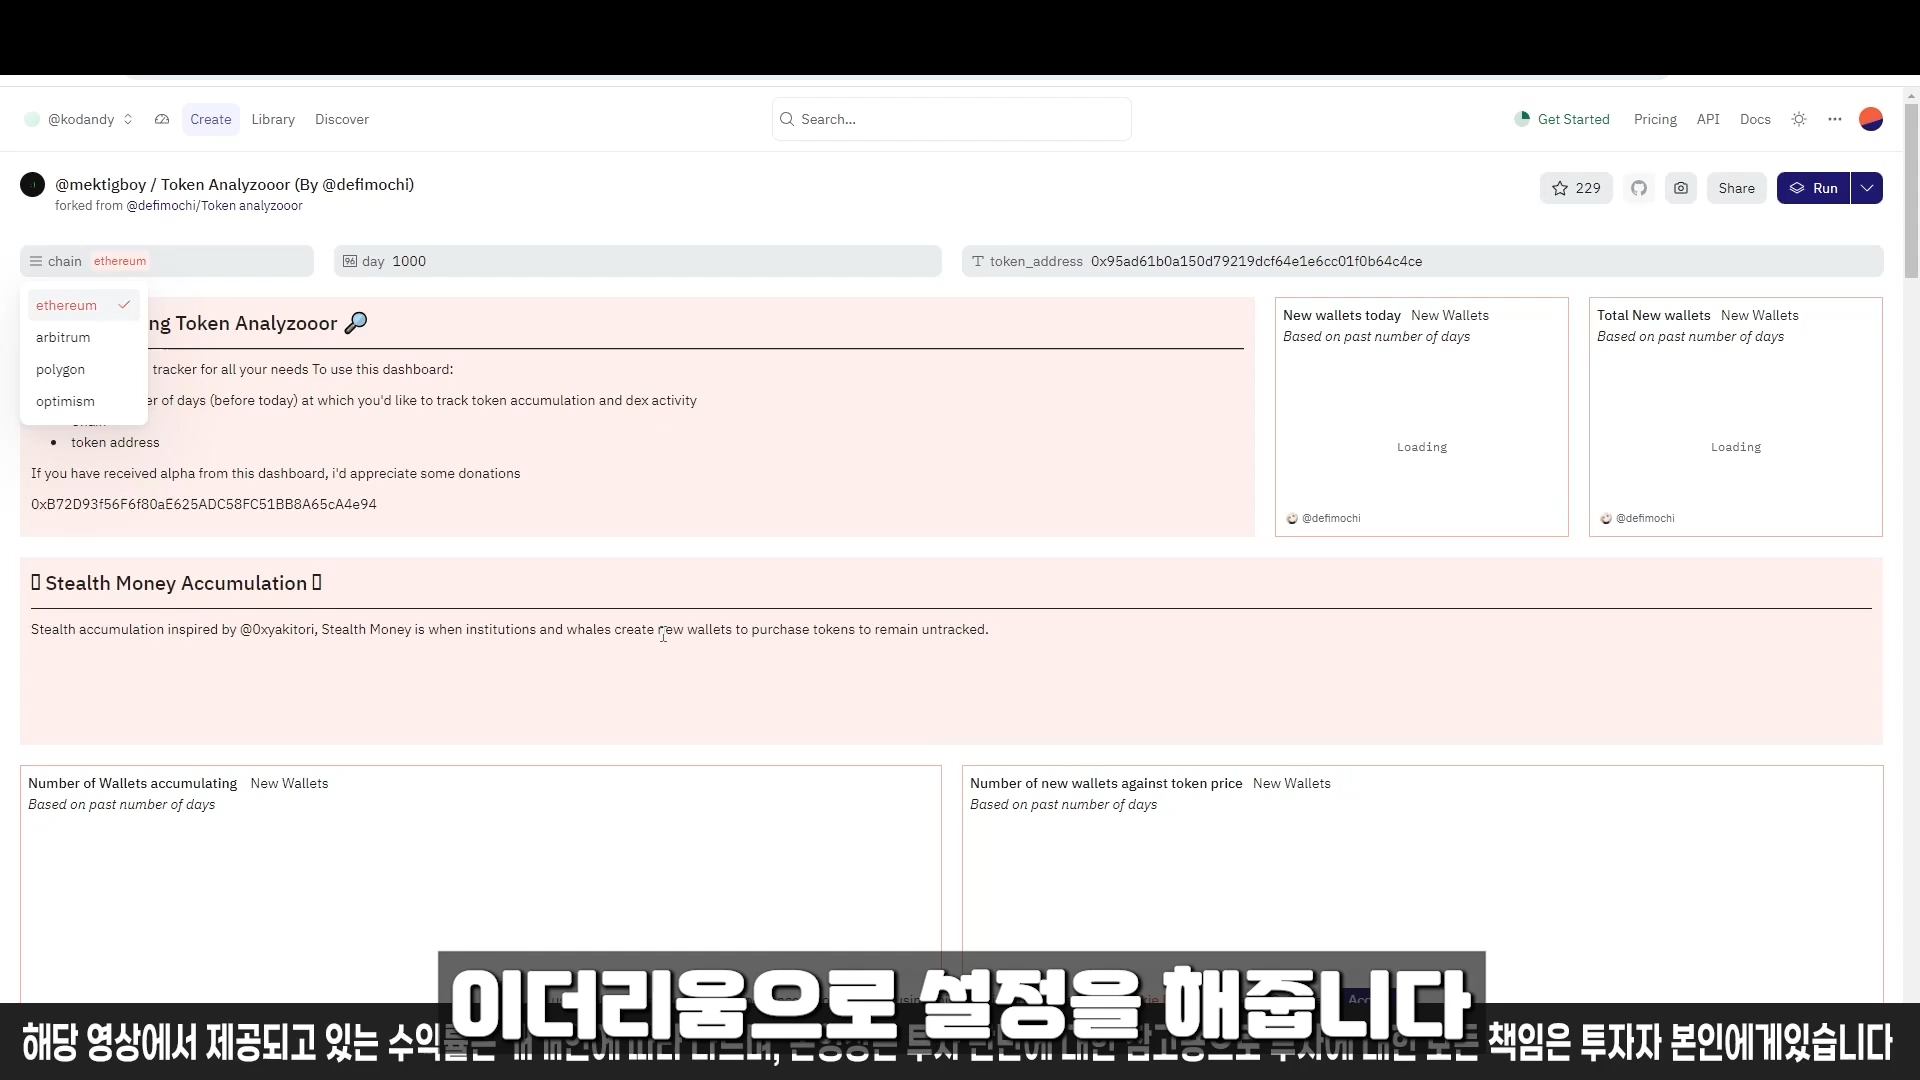 @kodandy
Create
Library
Discover
Search...
Get Started
Pricing
API
Docs
@mektigboy / Token Analyzooor (By @defimochi)
forked from @defimochi/Token analyzooor
229
Share
Run
chain ethereum
day 1000
token_address 0x95ad61b0a150d79219dcf64e1e6cc01f0b64c4ce
ethereum
arbitrum
polygon
optimism
ng Token Analyzooor 🔎
tracker for all your needs To use this dashboard:
er of days (before today) at which you'd like to track token accumulation and dex activity
• token address
If you have received alpha from this dashboard, i'd appreciate some donations
0xB72D93f56F6f80aE625ADC58FC51BB8A65cA4e94
New wallets today New Wallets
Based on past number of days
Loading
@defimochi
Total New wallets New Wallets
Based on past number of days
Loading
@defimochi
Stealth Money Accumulation
Stealth accumulation inspired by @0xyakitori, Stealth Money is when institutions and whales create new wallets to purchase tokens to remain untracked.
Number of Wallets accumulating New Wallets
Based on past number of days
Number of new wallets against token price New Wallets
Based on past number of days
이더리움으로 설정을 해줍니다
해당 영상에서 제공되고 있는 책임은 투자자 본인에게있습니다